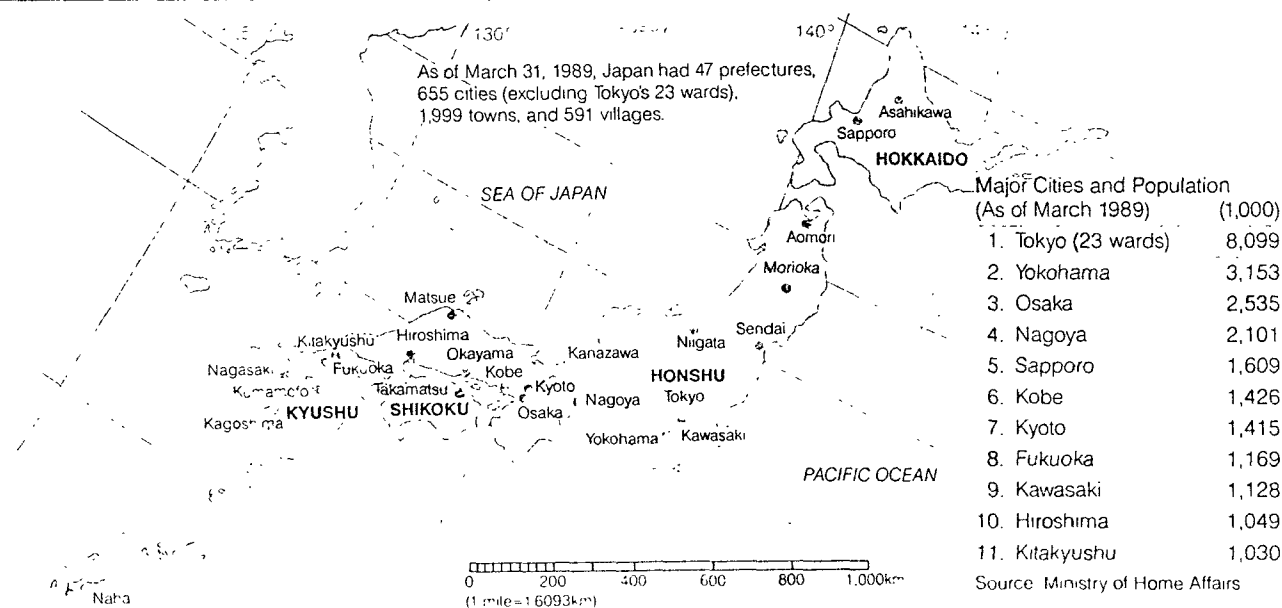 130°
140°
As of March 31, 1989, Japan had 47 prefectures,
655 cities (excluding Tokyo's 23 wards),
1,999 towns, and 591 villages.
Asahikawa
Sapporo
HOKKAIDO
SEA OF JAPAN
Aomori
Morioka
Matsue
Sendai
Niigata
Kitakyushu
Hiroshima
Okayama
Kanazawa
Nagasaki
Fukuoka
Kobe
HONSHU
Kumamoto
Takamatsu
Kyoto
Tokyo
KYUSHU
SHIKOKU
Nagoya
Osaka
Kagoshima
Yokohama
Kawasaki
PACIFIC OCEAN
Naha
0 200 400 600 800 1.000km
(1 mile=1.6093km)
Major Cities and Population
(As of March 1989) (1,000)
1. Tokyo (23 wards) 8,099
2. Yokohama 3,153
3. Osaka 2,535
4. Nagoya 2,101
5. Sapporo 1,609
6. Kobe 1,426
7. Kyoto 1,415
8. Fukuoka 1,169
9. Kawasaki 1,128
10. Hiroshima 1,049
11. Kitakyushu 1,030
Source Ministry of Home Affairs